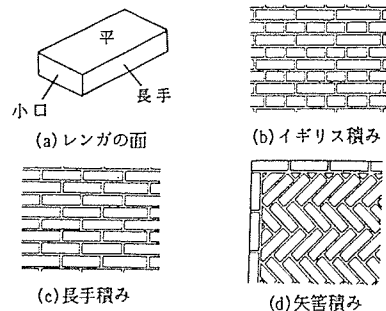 平
小口
長手
(a)レンガの面
(b)イギリス積み
(c)長手積み
(d)矢筈積み